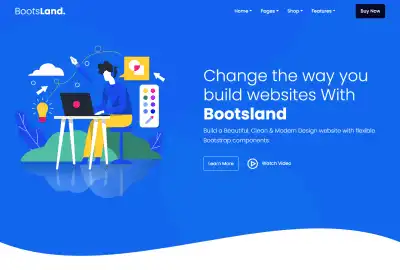 BootsLand.
Home Pages Shop Features Buy Now
Change the way you
build websites With
Bootsland
Build a Beautiful, Clean & Modern Design website with flexible
Bootstrap components.
Learn More Watch Video